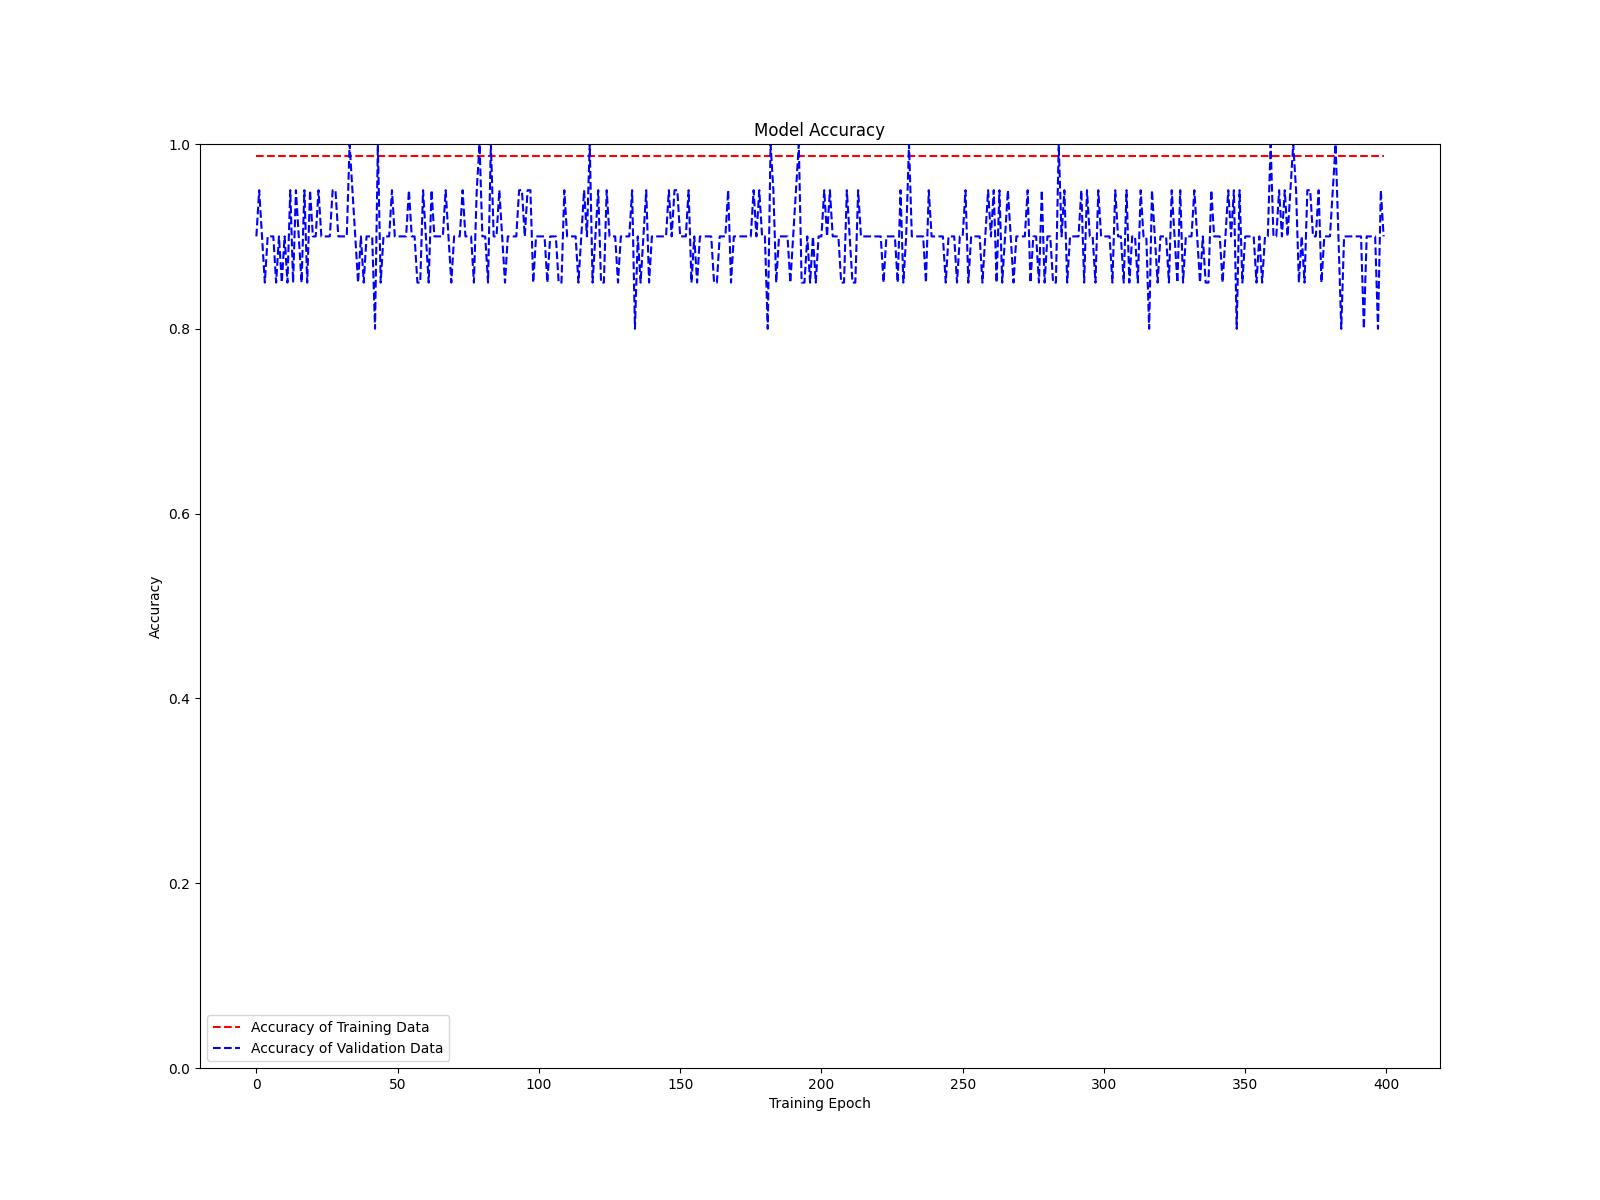 Model Accuracy
1.0
0.8
0.6
0.4
0.2
0.0
Accuracy
Accuracy of Training Data
Accuracy of Validation Data
0 50 100 150 200 250 300 350 400
Training Epoch